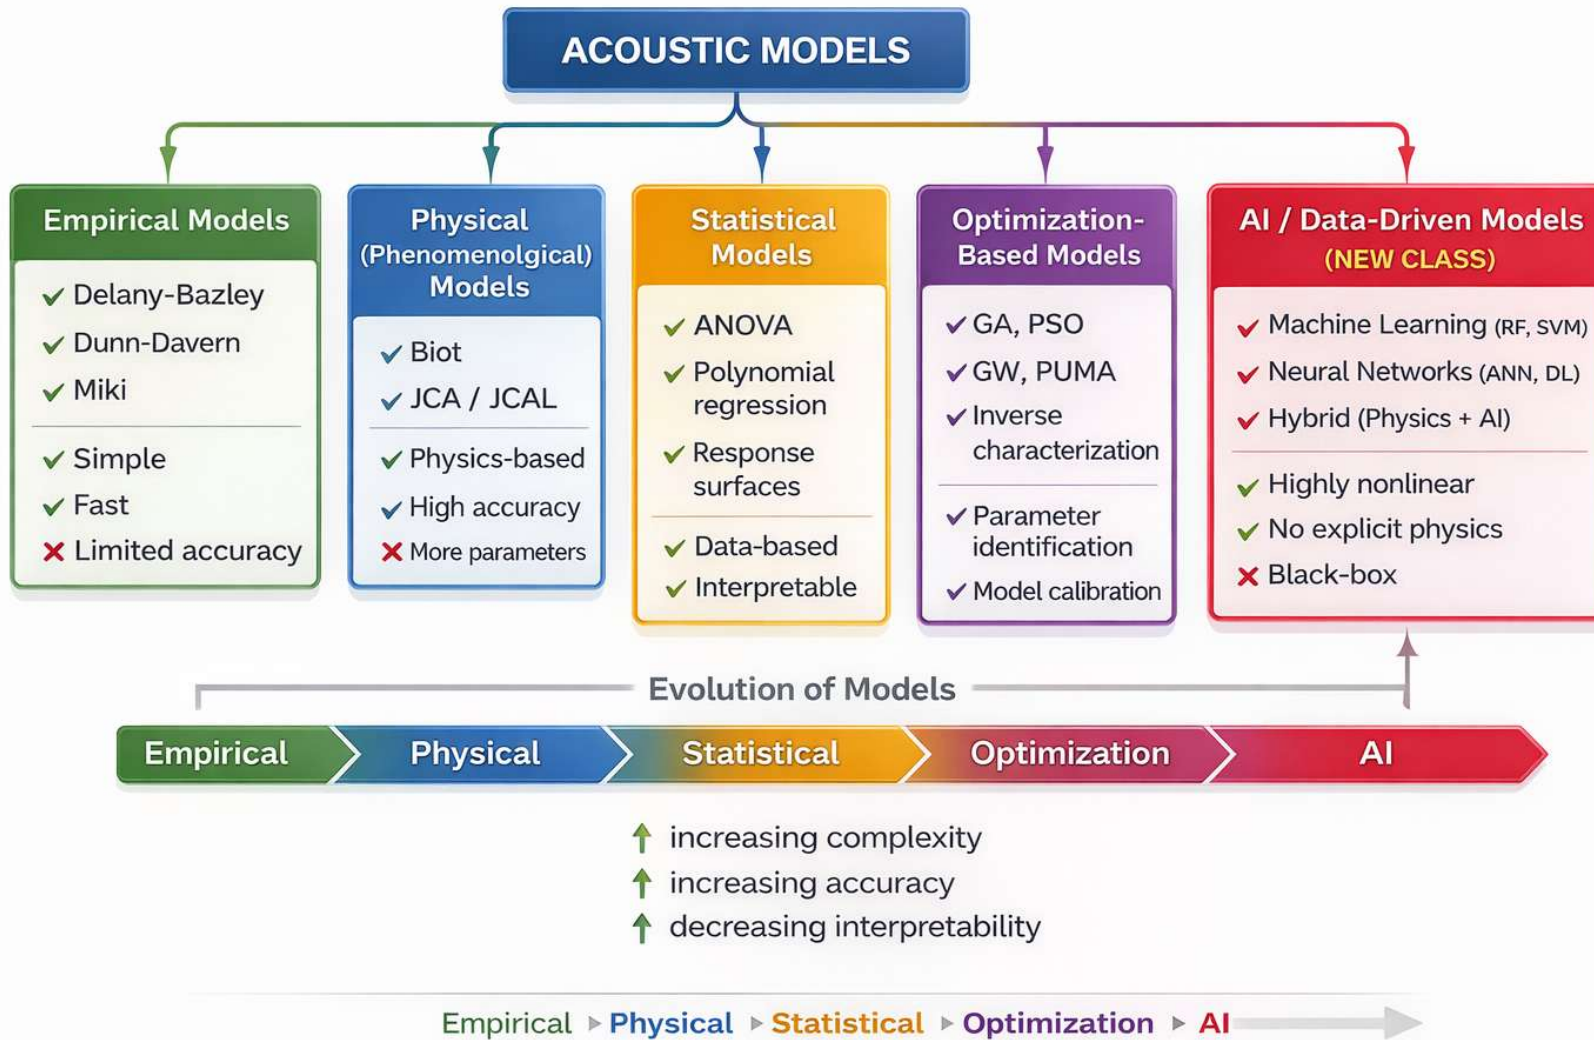 ACOUSTIC MODELS
Empirical Models
Delany-Bazley
Dunn-Davern
Miki
Simple
Fast
Limited accuracy
Physical
(Phenomenolgical)
Models
Biot
JCA / JCAL
Physics-based
High accuracy
More parameters
Statistical
Models
ANOVA
Polynomial
regression
Response
surfaces
Data-based
Interpretable
Optimization-
Based Models
GA, PSO
GW, PUMA
Inverse
characterization
Parameter
identification
Model calibration
AI / Data-Driven Models
(NEW CLASS)
Machine Learning (RF, SVM)
Neural Networks (ANN, DL)
Hybrid (Physics + AI)
Highly nonlinear
No explicit physics
Black-box
Evolution of Models
Empirical
Physical
Statistical
Optimization
AI
increasing complexity
increasing accuracy
decreasing interpretability
Empirical ▸ Physical ▸ Statistical ▸ Optimization ▸ AI